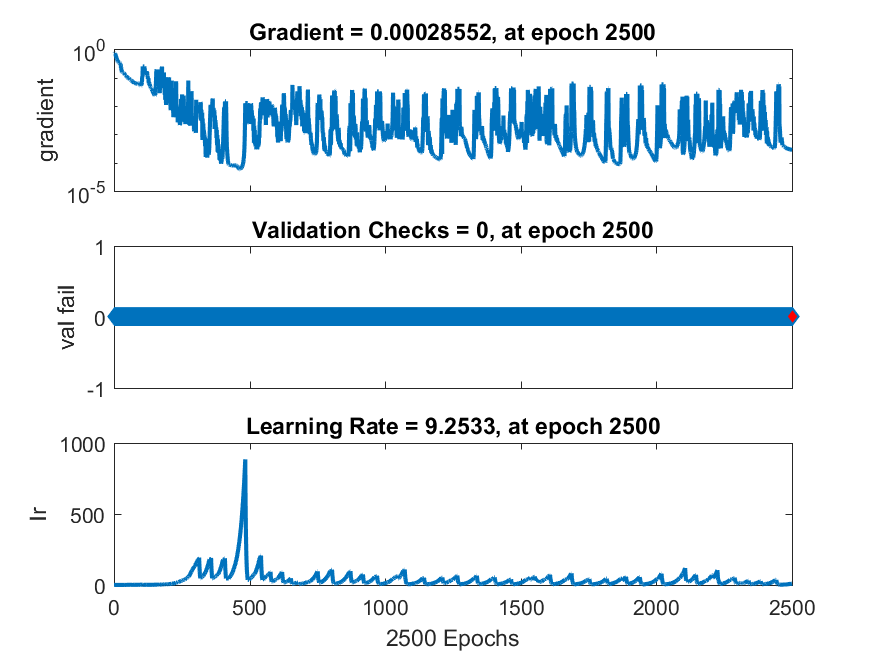 Gradient = 0.00028552, at epoch 2500
10^0
gradient
10^-5
Validation Checks = 0, at epoch 2500
1
val fail
0
-1
Learning Rate = 9.2533, at epoch 2500
1000
lr
500
0
0 500 1000 1500 2000 2500
2500 Epochs